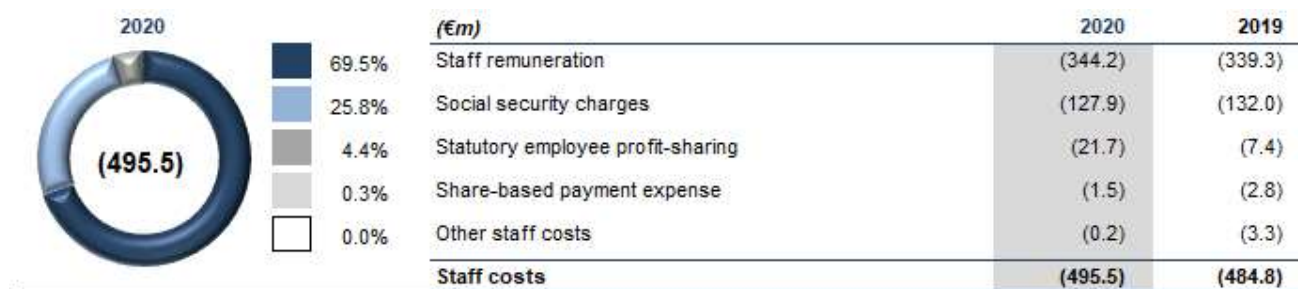 2020
(495.5)
69.5%
25.8%
4.4%
0.3%
0.0%
(€m) 2020 2019
Staff remuneration (344.2) (339.3)
Social security charges (127.9) (132.0)
Statutory employee profit-sharing (21.7) (7.4)
Share-based payment expense (1.5) (2.8)
Other staff costs (0.2) (3.3)
Staff costs (495.5) (484.8)